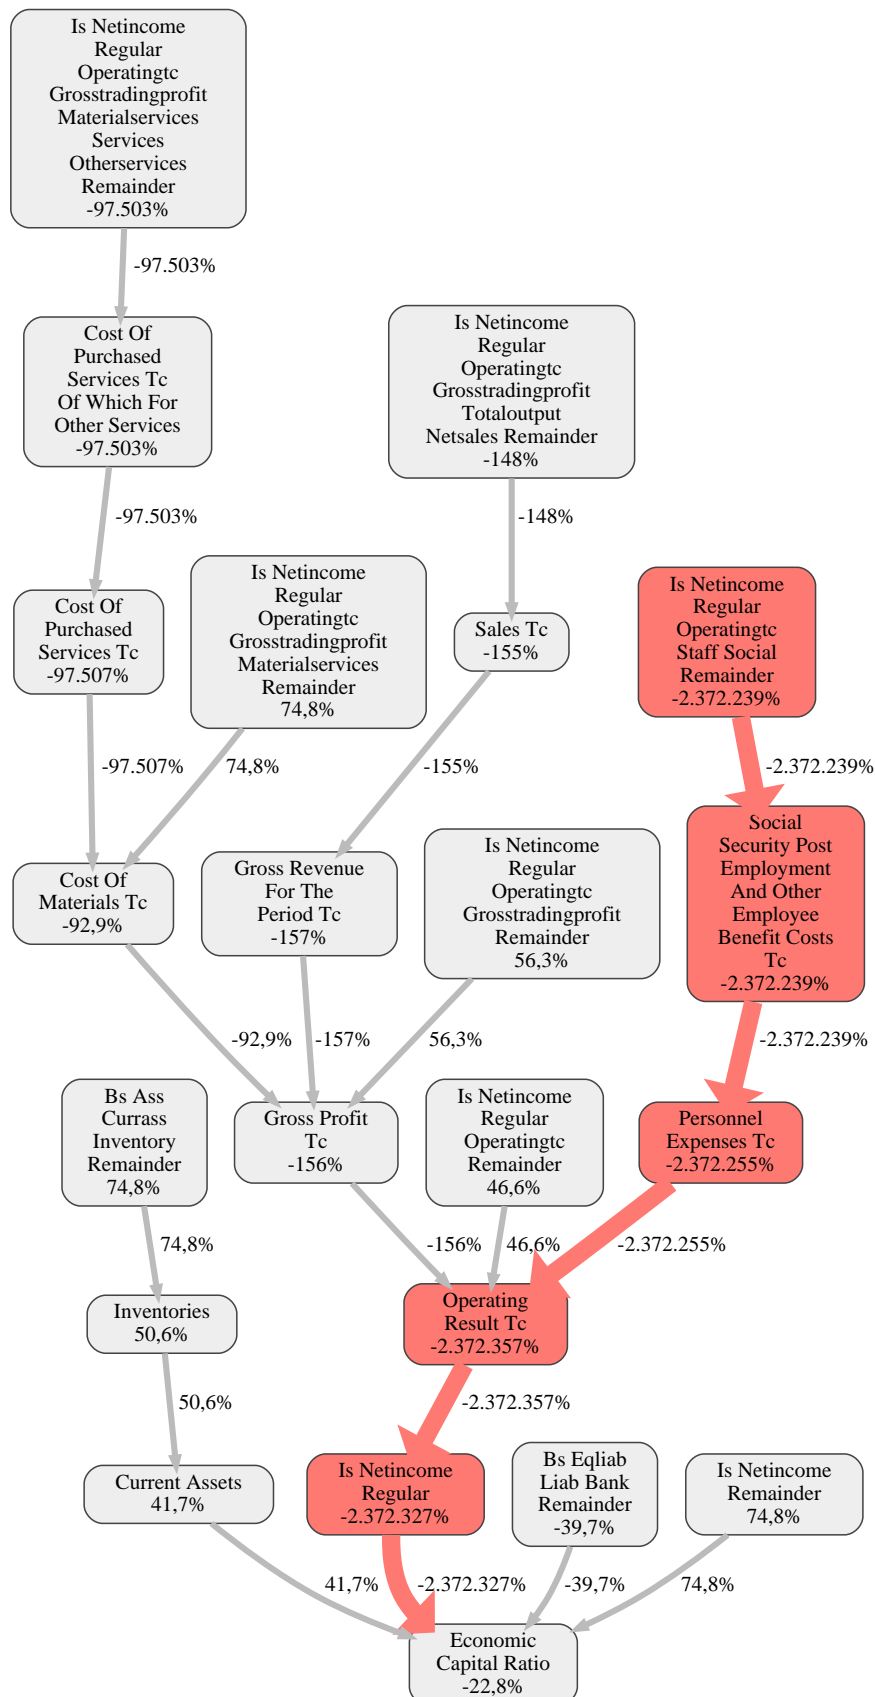 Is Netincome
Regular
Operatingtc
Grosstradingprofit
Materialservices
Services
Otherservices
Remainder
-97.503%
-97.503%
Cost Of
Purchased
Services Tc
Of Which For
Other Services
-97.503%
Is Netincome
Regular
Operatingtc
Grosstradingprofit
Totaloutput
Netsales Remainder
-148%
-97.503%
-148%
Cost Of
Purchased
Services Tc
-97.507%
Is Netincome
Regular
Operatingtc
Grosstradingprofit
Materialservices
Remainder
74,8%
Sales Tc
-155%
Is Netincome
Regular
Operatingtc
Staff Social
Remainder
-2.372.239%
-97.507%
74,8%
-155%
-2.372.239%
Cost Of
Materials Tc
-92,9%
Gross Revenue
For The
Period Tc
-157%
Is Netincome
Regular
Operatingtc
Grosstradingprofit
Remainder
56,3%
Social
Security Post
Employment
And Other
Employee
Benefit Costs
Tc
-2.372.239%
-92,9%
-157%
56,3%
-2.372.239%
Bs Ass
Currass
Inventory
Remainder
74,8%
Gross Profit
Tc
-156%
Is Netincome
Regular
Operatingtc
Remainder
46,6%
Personnel
Expenses Tc
-2.372.255%
74,8%
-156%
46,6%
-2.372.255%
Inventories
50,6%
Operating
Result Tc
-2.372.357%
50,6%
-2.372.357%
Current Assets
41,7%
Is Netincome
Regular
-2.372.327%
Bs Eqliab
Liab Bank
Remainder
-39,7%
Is Netincome
Remainder
74,8%
41,7%
-2.372.327%
-39,7%
74,8%
Economic
Capital Ratio
-22,8%